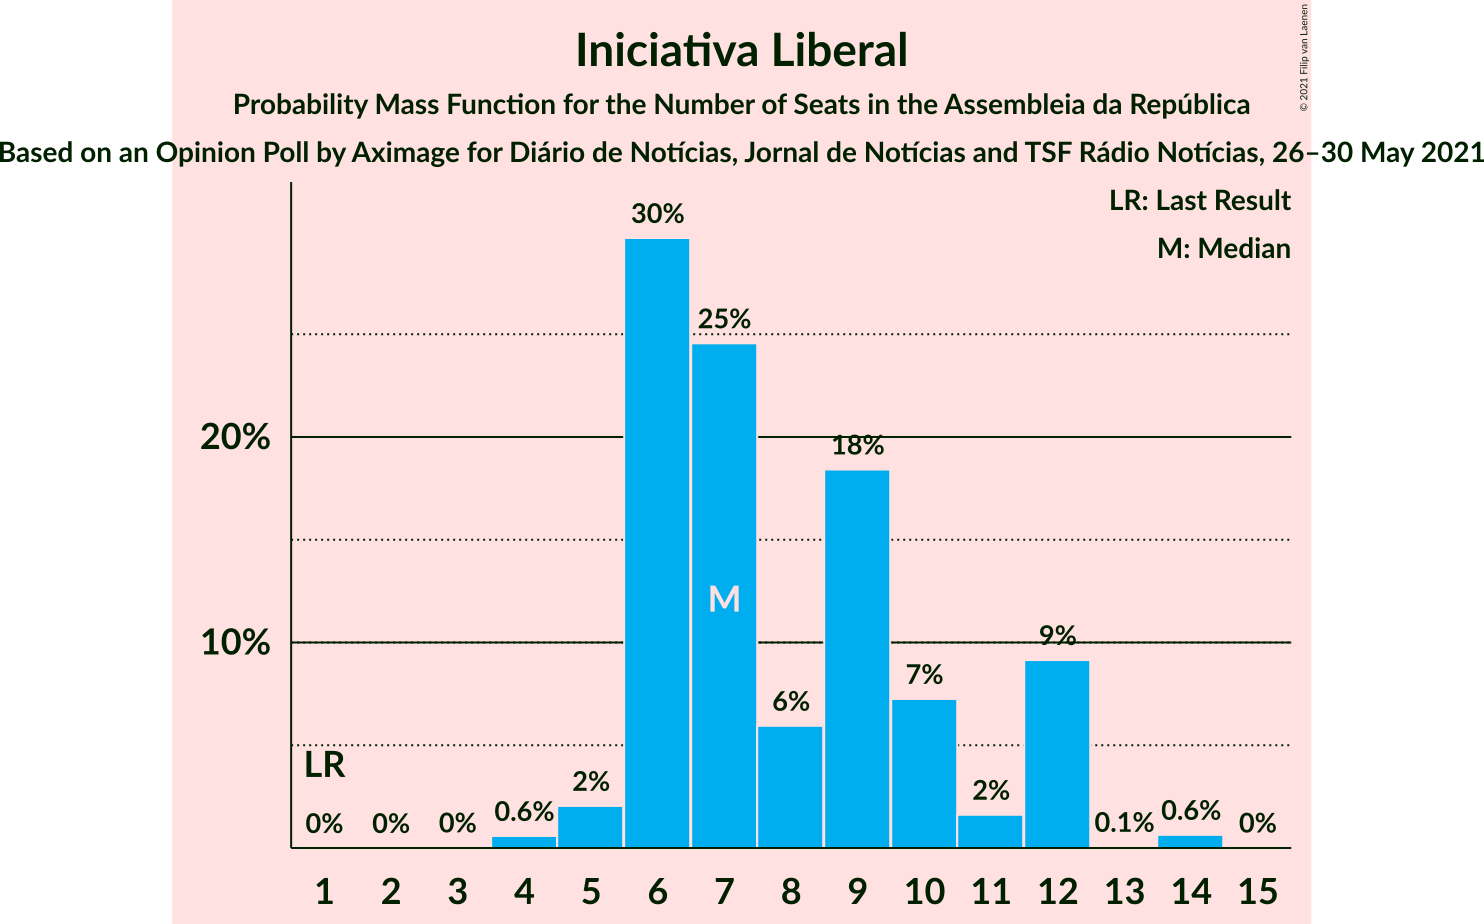 Iniciativa Liberal
Probability Mass Function for the Number of Seats in the Assembleia da República
Based on an Opinion Poll by Aximage for Diário de Notícias, Jornal de Notícias and TSF Rádio Notícias, 26–30 May 2021
© 2021 Filip van Laenen
LR: Last Result
M: Median
30%
25%
20%
18%
M
10%
9%
7%
6%
LR
2%
2%
0%
0%
0%
0.6%
0.1%
0.6%
0%
1 2 3 4 5 6 7 8 9 10 11 12 13 14 15